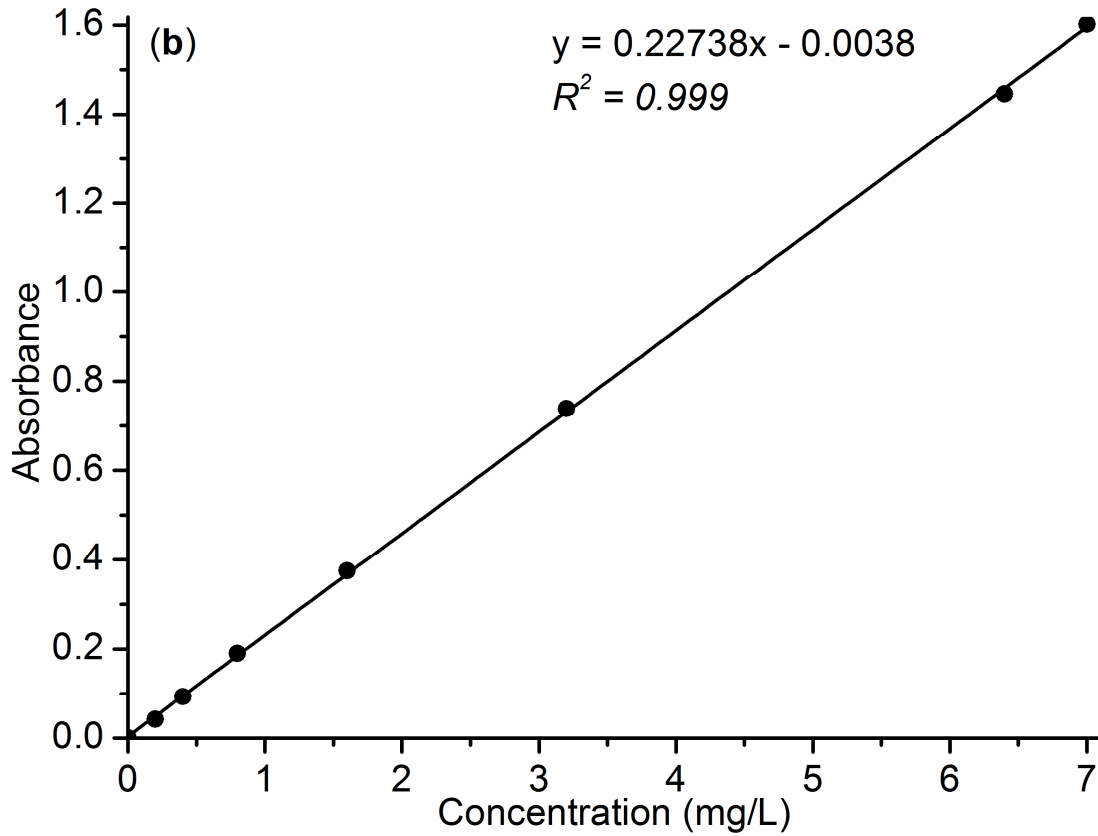 (b)
y = 0.22738x - 0.0038
R² = 0.999
1.6
1.4
1.2
1.0
0.8
0.6
0.4
0.2
0.0
Absorbance
0 1 2 3 4 5 6 7
Concentration (mg/L)